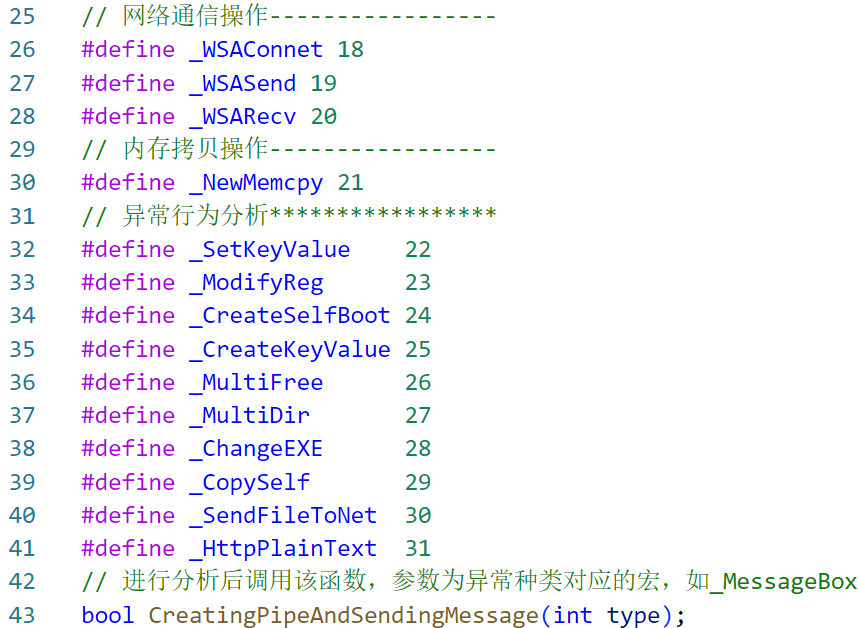 25 // 网络通信操作-----------------
26 #define _WSAConnet 18
27 #define _WSASend 19
28 #define _WSARecv 20
29 // 内存拷贝操作-----------------
30 #define _NewMemcpy 21
31 // 异常行为分析*****************
32 #define _SetKeyValue    22
33 #define _ModifyReg      23
34 #define _CreateSelfBoot 24
35 #define _CreateKeyValue 25
36 #define _MultiFree      26
37 #define _MultiDir       27
38 #define _ChangeEXE      28
39 #define _CopySelf       29
40 #define _SendFileToNet  30
41 #define _HttpPlainText  31
42 // 进行分析后调用该函数，参数为异常种类对应的宏，如_MessageBox
43 bool CreatingPipeAndSendingMessage(int type);